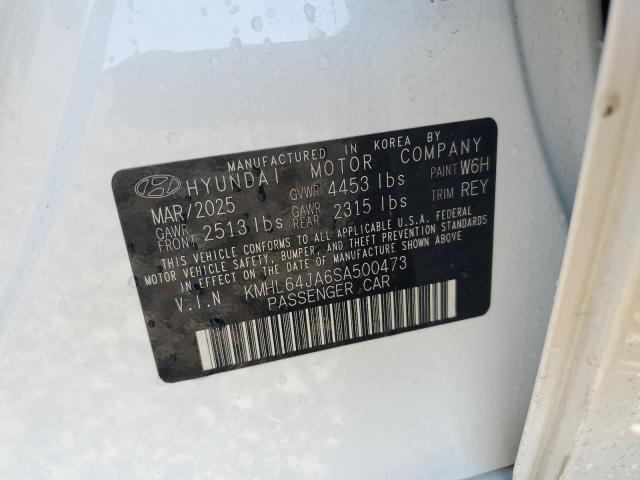 MANUFACTURED IN KOREA BY
HYUNDAI MOTOR COMPANY
MAR/2025 GVWR 4453 lbs PAINT W6H
GAWR FRONT 2513 lbs GAWR REAR 2315 lbs TRIM REY
THIS VEHICLE CONFORMS TO ALL APPLICABLE U.S.A. FEDERAL
MOTOR VEHICLE SAFETY, BUMPER, AND THEFT PREVENTION STANDARDS
IN EFFECT ON THE DATE OF MANUFACTURE SHOWN ABOVE.
V.I.N KMHL64JA6SA500473
PASSENGER CAR